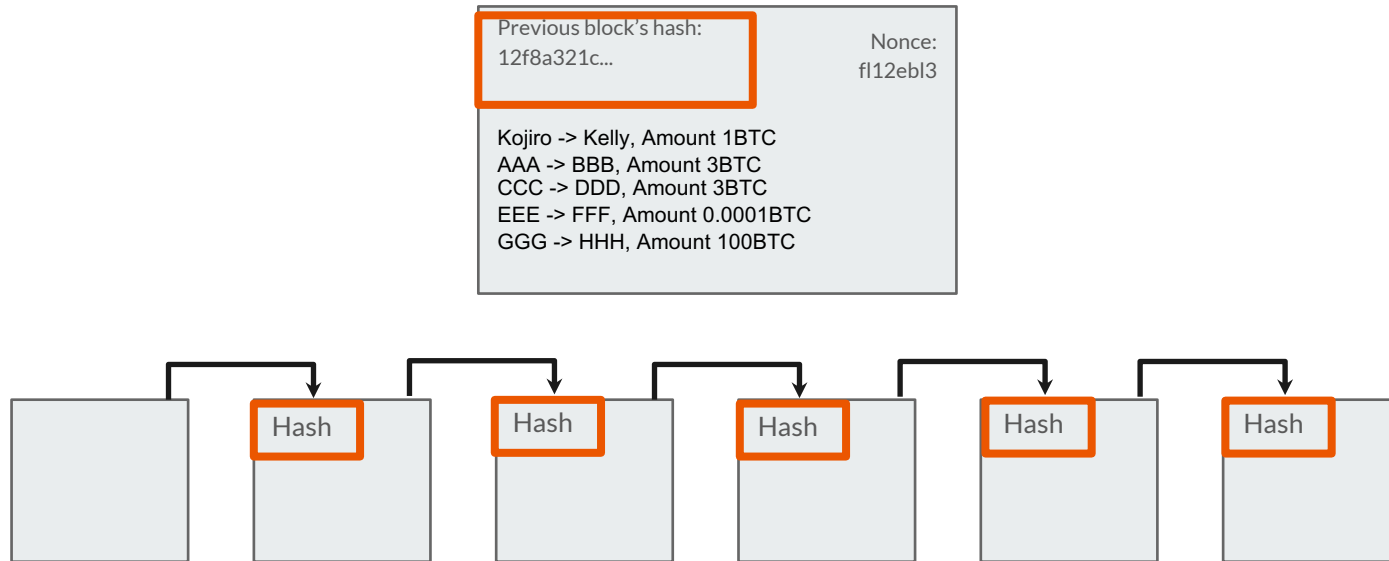 Previous block's hash:
12f8a321c...
Nonce:
fl12ebl3
Kojiro -> Kelly, Amount 1BTC
AAA -> BBB, Amount 3BTC
CCC -> DDD, Amount 3BTC
EEE -> FFF, Amount 0.0001BTC
GGG -> HHH, Amount 100BTC
Hash
Hash
Hash
Hash
Hash